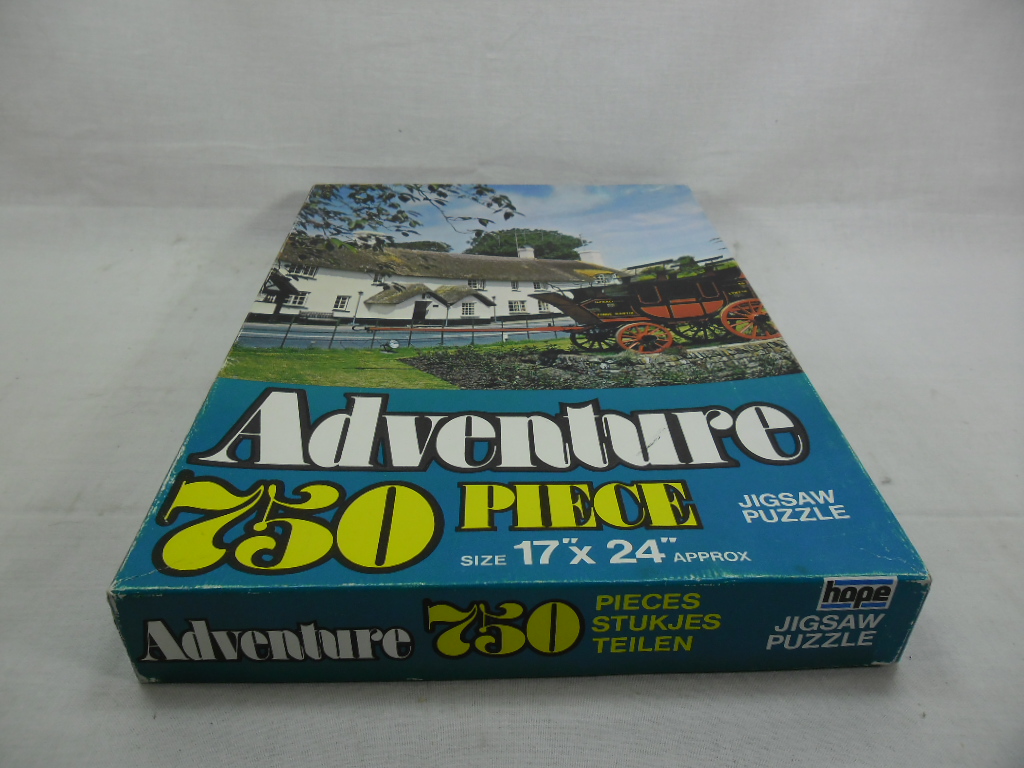 Adventure
750 PIECE
JIGSAW
PUZZLE
SIZE 17"x 24" APPROX
Adventure 750
PIECES
STUKJES
TEILEN
hope
JIGSAW
PUZZLE